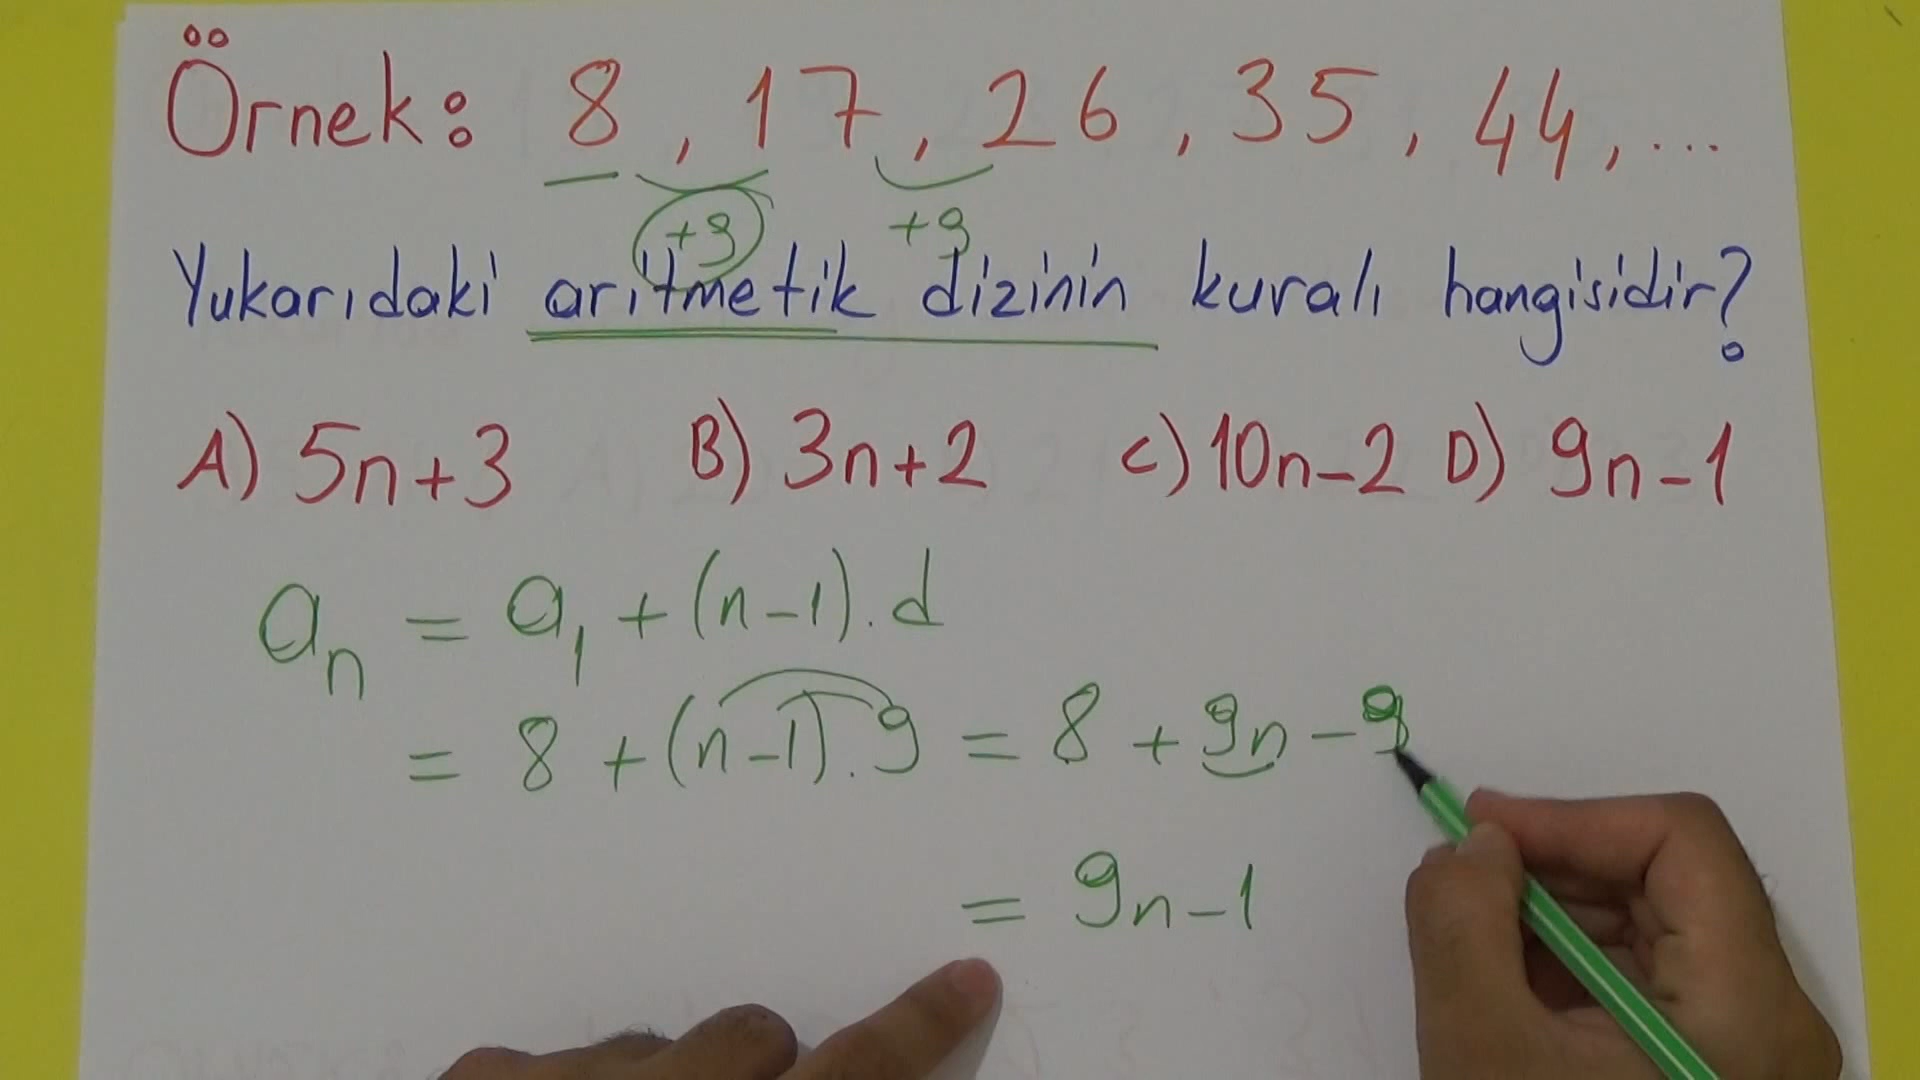 Örnek: 8, 17, 26, 35, 44, ...
+9 +9
Yukarıdaki aritmetik dizinin kuralı hangisidir?
A) 5n+3 B) 3n+2 C) 10n-2 D) 9n-1
aₙ = a₁ + (n-1).d
= 8 + (n-1).9 = 8 + 9n - 9
= 9n-1